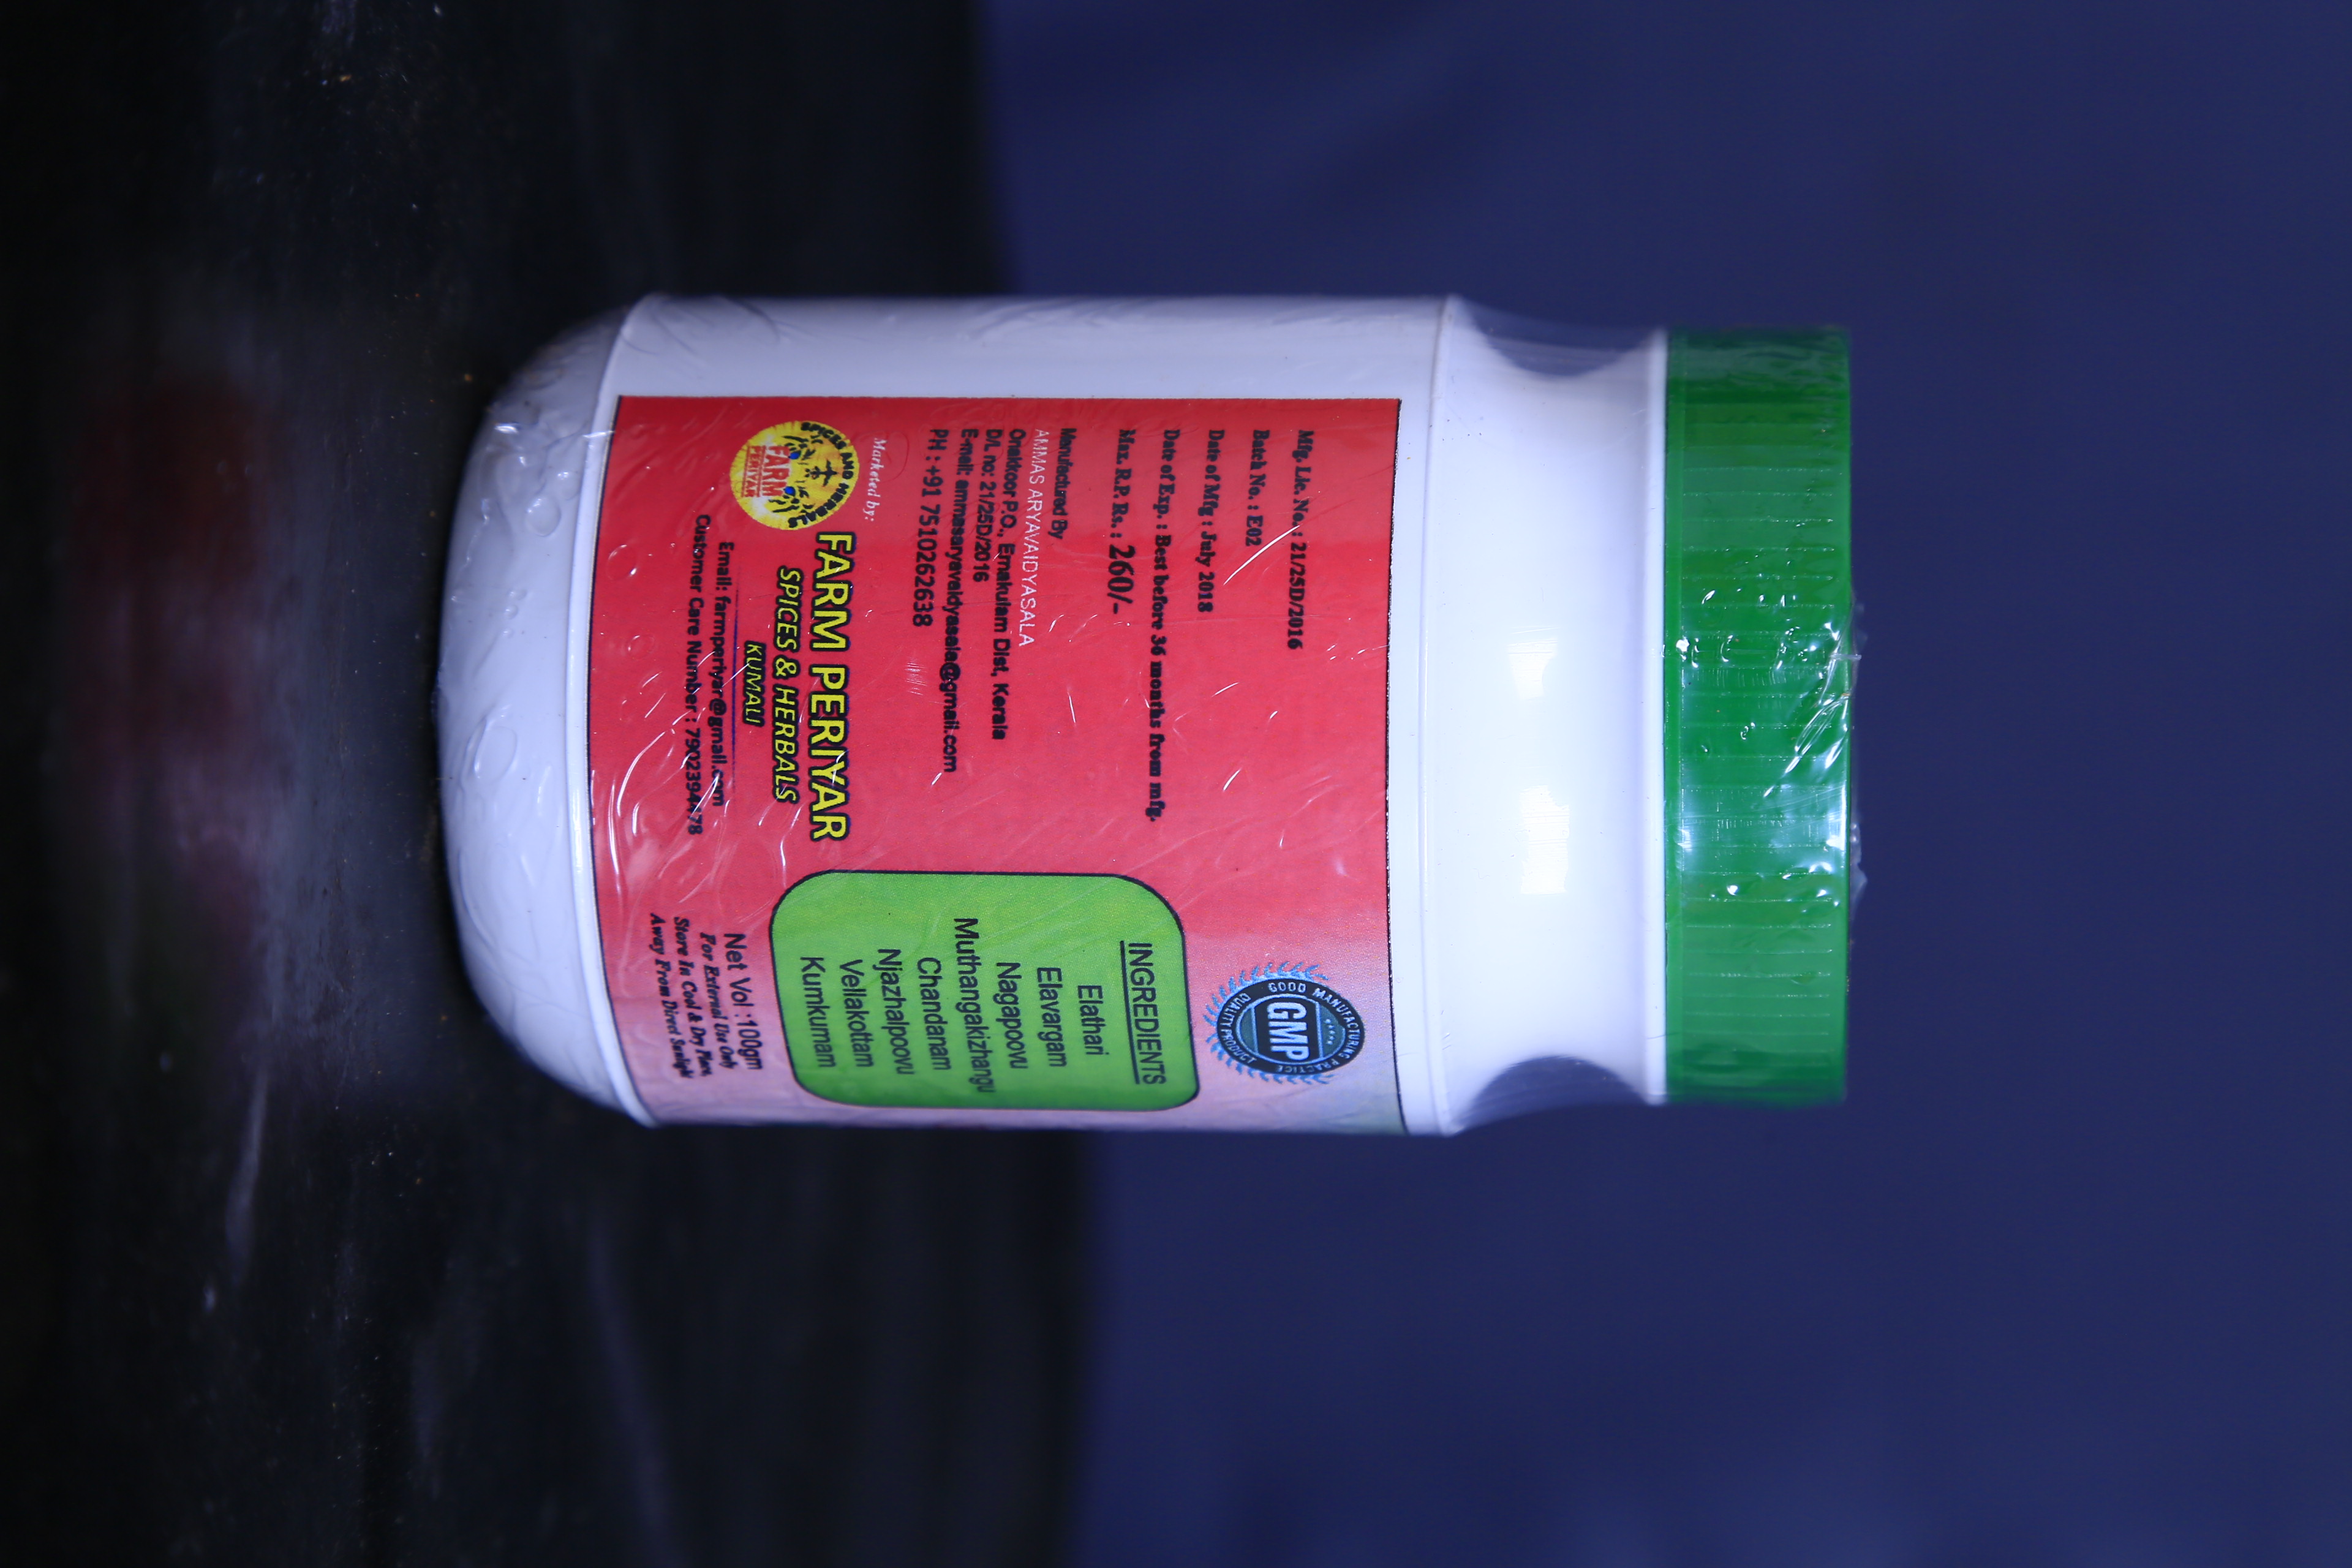 Mfg. Lic. No. : 21/25D/2016
Batch No. : E02
Date of Mfg : July 2018
Date of Exp. : Best before 36 months from mfg.
Max. R.P. Rs. : 260/-
Manufactured By
AMMAS ARYAVAIDYASALA
Onakkoor P.O., Ernakulam Dist, Kerala
D/L no: 21/25D/2016
E-mail: ammasaryavaidyasala@gmail.com
PH : +91 7510262638
Marketed by:
SPICES AND HERBALS
FARM
PERIYAR
FARM PERIYAR
SPICES & HERBALS
KUMALI
Email: farmperiyar@gmail.com
Customer Care Number : 7902394478
GOOD MANUFACTURING PRACTICE
GMP
QUALITY PRODUCT
INGREDIENTS
Elathari
Elavargam
Nagapoovu
Muthangakizhangu
Chandanam
Njazhalpoovu
Vellakottam
Kumkumam
Net Vol :100gm
For External Use Only
Store In Cool & Dry Place,
Away From Direct Sunlight